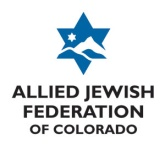 ALLIED JEWISH
FEDERATION
OF COLORADO